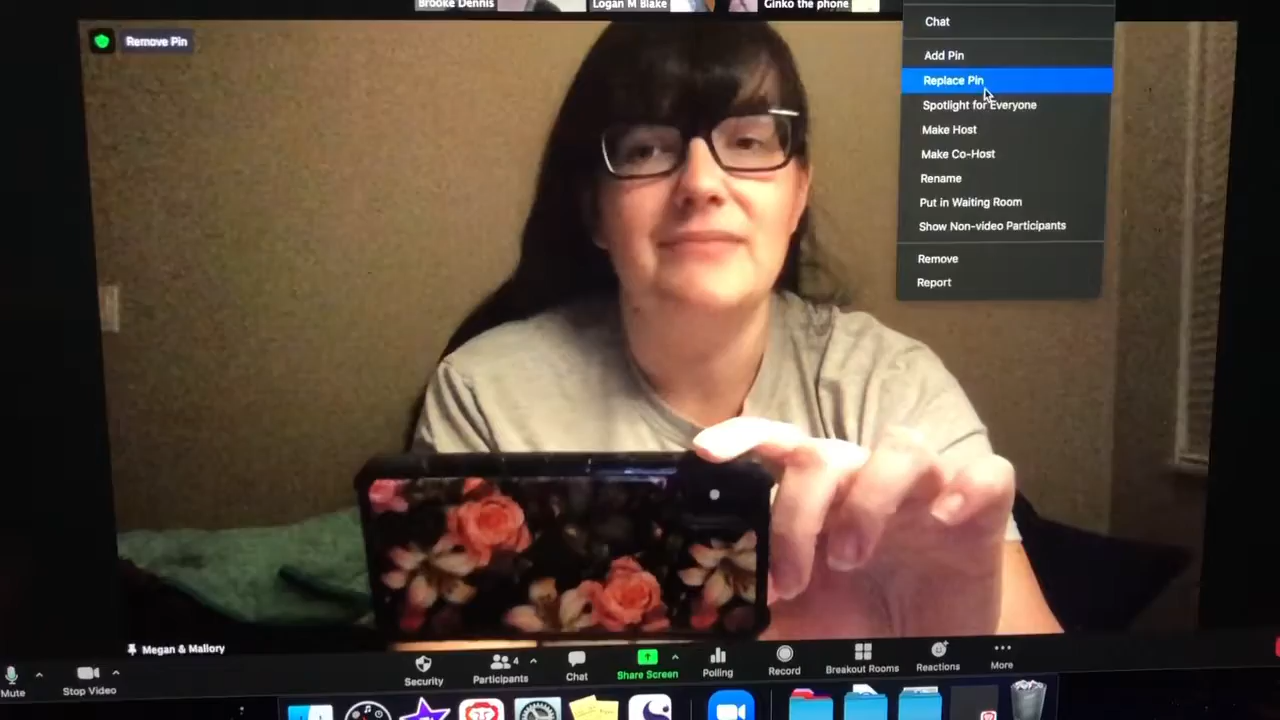 Brooke Dennis
Logan M Blake
Ginko the phone
Remove Pin
Chat
Add Pin
Replace Pin
Spotlight for Everyone
Make Host
Make Co-Host
Rename
Put in Waiting Room
Show Non-video Participants
Remove
Report
Megan & Mallory
Mute
Stop Video
Security
4
Participants
Chat
Share Screen
Polling
Record
Breakout Rooms
Reactions
More